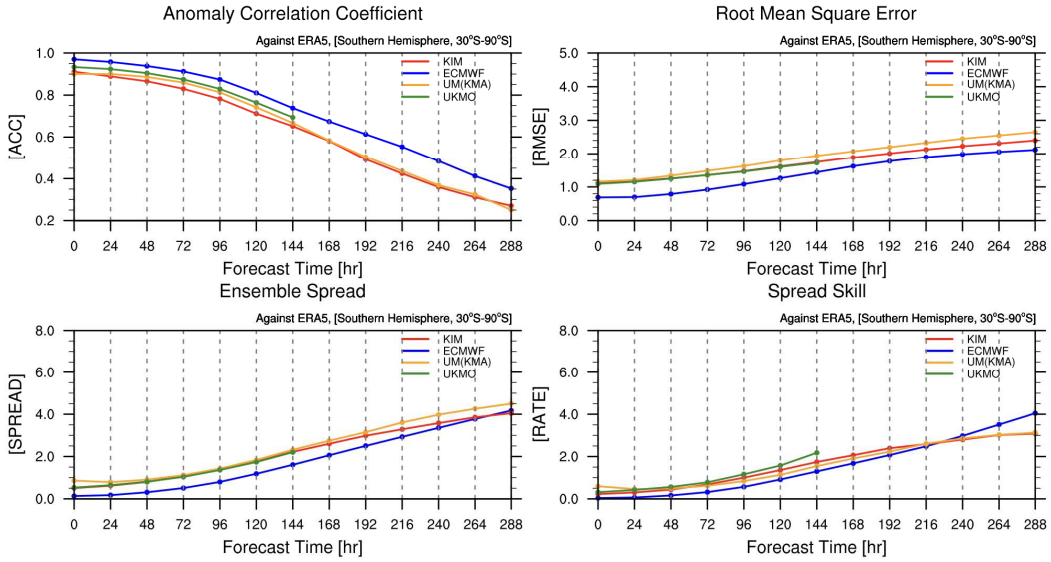 Anomaly Correlation Coefficient
Against ERA5, [Southern Hemisphere, 30°S-90°S]
[ACC]
1.0
0.8
0.6
0.4
0.2
KIM
ECMWF
UM(KMA)
UKMO
0 24 48 72 96 120 144 168 192 216 240 264 288
Forecast Time [hr]
Root Mean Square Error
Against ERA5, [Southern Hemisphere, 30°S-90°S]
[RMSE]
5.0
4.0
3.0
2.0
1.0
0.0
KIM
ECMWF
UM(KMA)
UKMO
0 24 48 72 96 120 144 168 192 216 240 264 288
Forecast Time [hr]
Ensemble Spread
Against ERA5, [Southern Hemisphere, 30°S-90°S]
[SPREAD]
8.0
6.0
4.0
2.0
0.0
KIM
ECMWF
UM(KMA)
UKMO
0 24 48 72 96 120 144 168 192 216 240 264 288
Forecast Time [hr]
Spread Skill
Against ERA5, [Southern Hemisphere, 30°S-90°S]
[RATE]
8.0
6.0
4.0
2.0
0.0
KIM
ECMWF
UM(KMA)
UKMO
0 24 48 72 96 120 144 168 192 216 240 264 288
Forecast Time [hr]